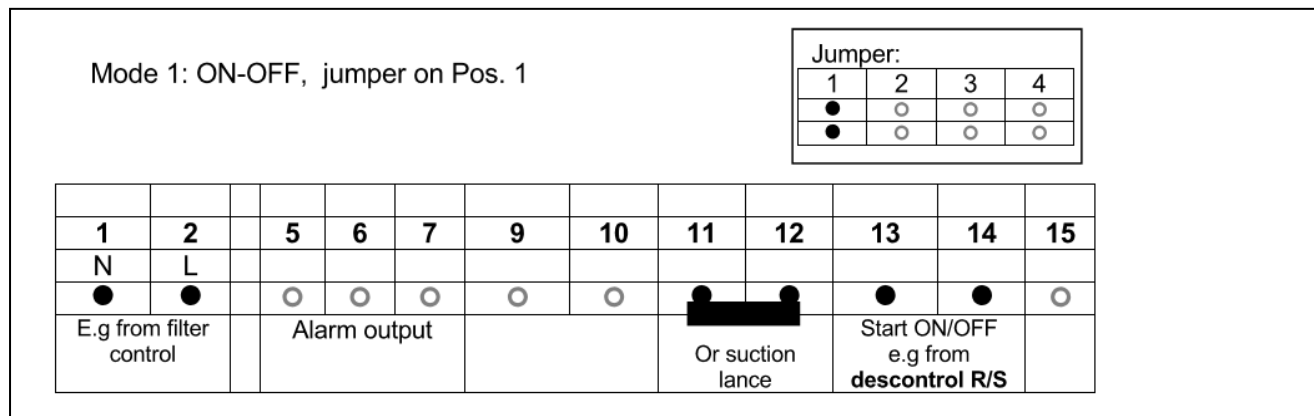 Mode 1: ON-OFF, jumper on Pos. 1
Jumper:
1 2 3 4
1 2 5 6 7 9 10 11 12 13 14 15
N L
E.g from filter control
Alarm output
Or suction lance
Start ON/OFF e.g from descontrol R/S